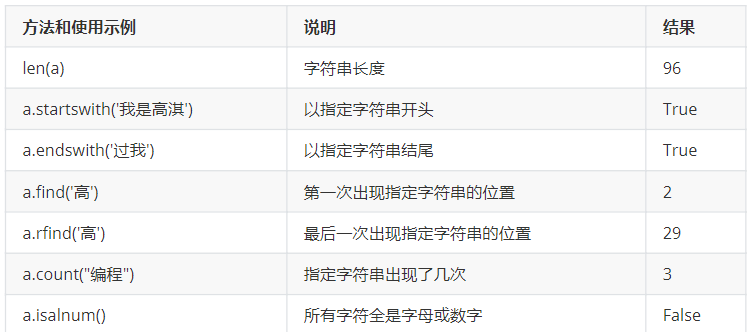 方法和使用示例 说明 结果
len(a) 字符串长度 96
a.startswith('我是高淇') 以指定字符串开头 True
a.endswith('过我') 以指定字符串结尾 True
a.find('高') 第一次出现指定字符串的位置 2
a.rfind('高') 最后一次出现指定字符串的位置 29
a.count("编程") 指定字符串出现了几次 3
a.isalnum() 所有字符全是字母或数字 False